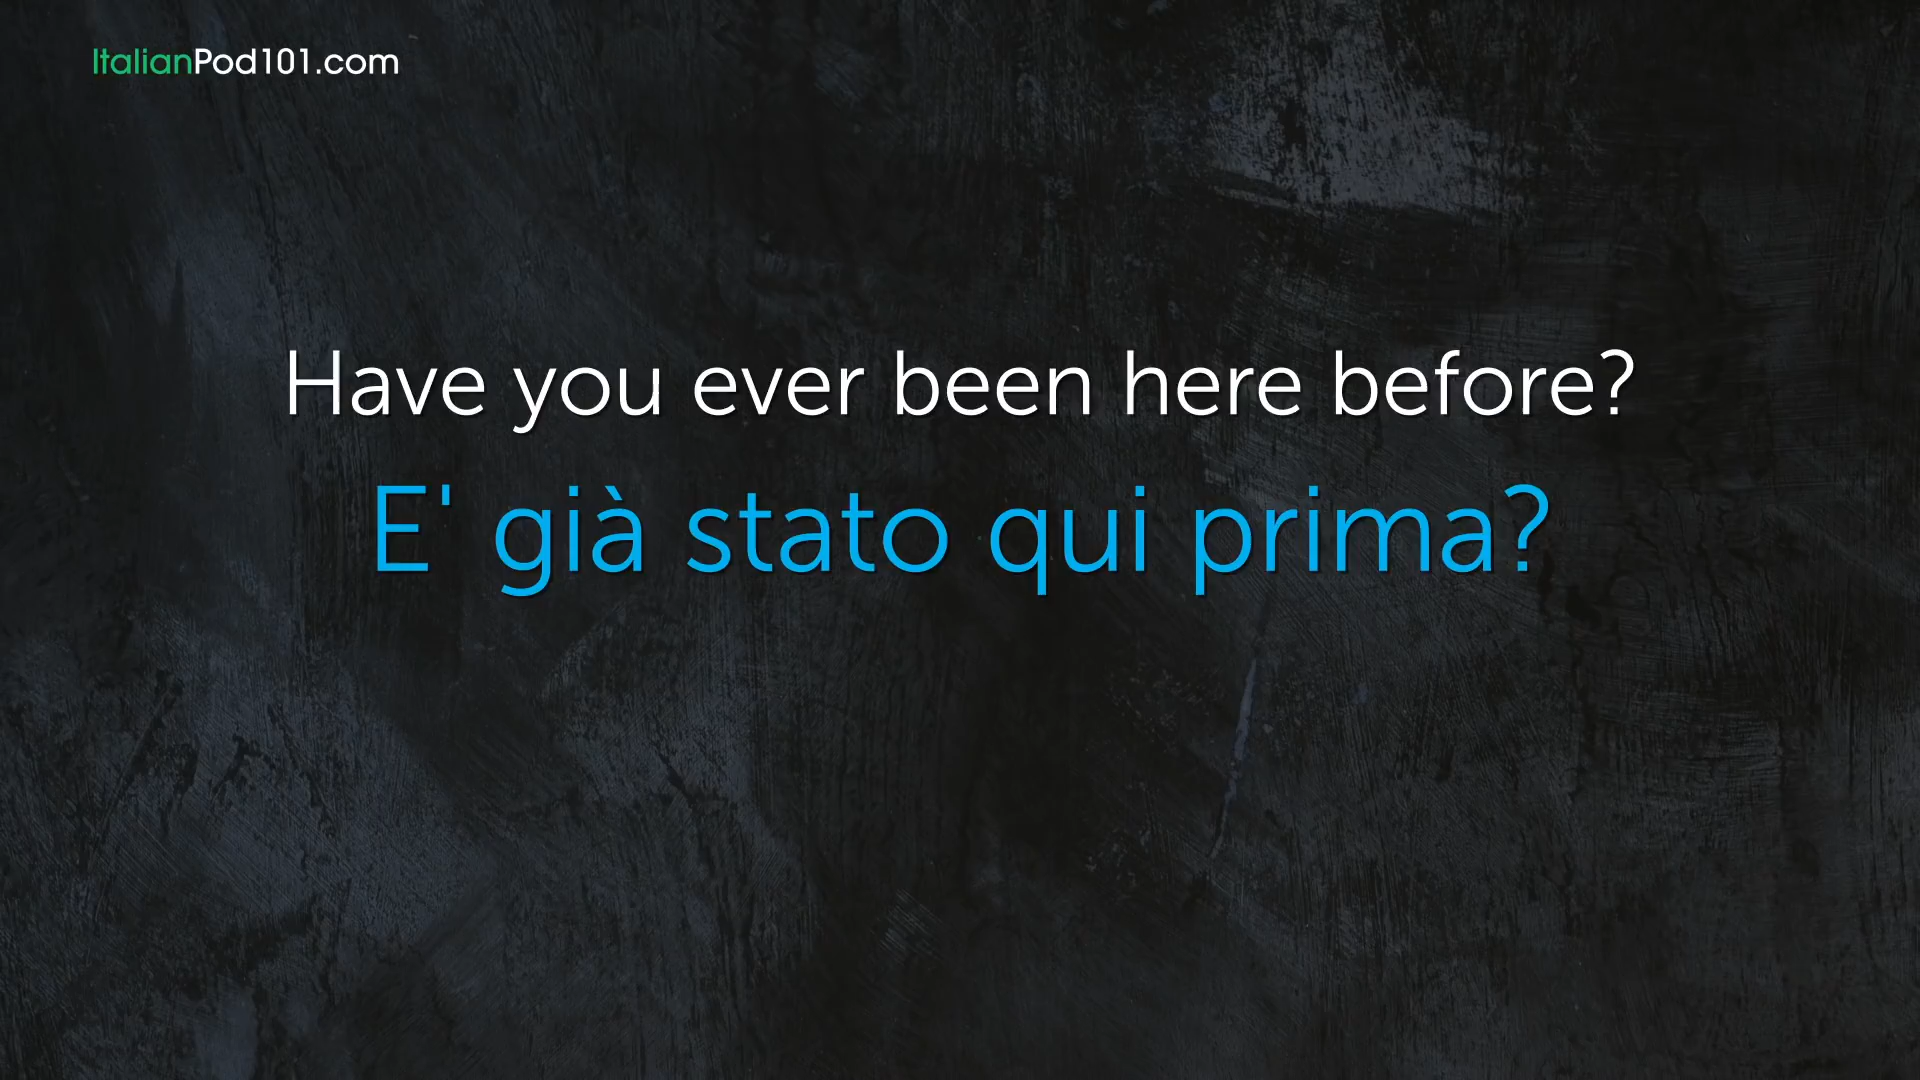 ItalianPod101.com
Have you ever been here before?
E' già stato qui prima?